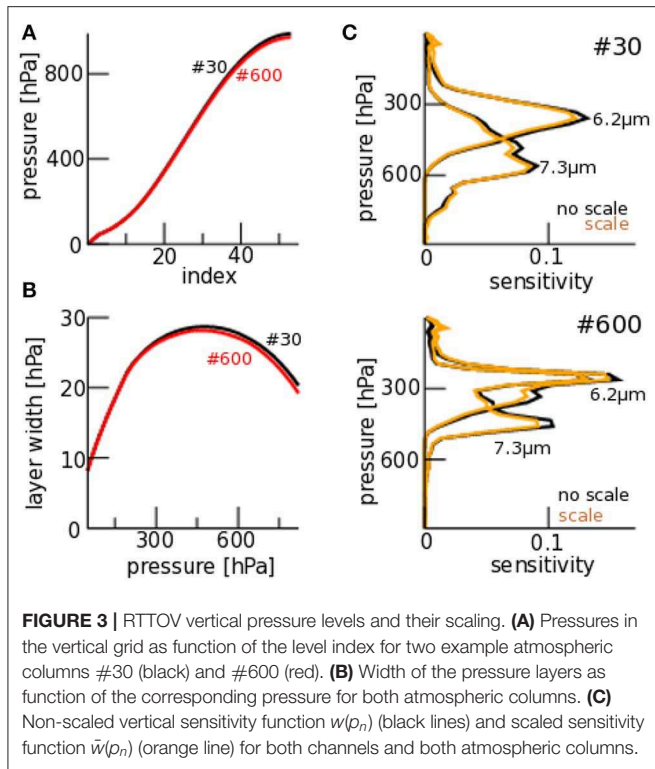 A
pressure [hPa]
800
400
0
#30
#600
20
40
index
B
layer width [hPa]
30
20
10
0
#30
#600
300
600
pressure [hPa]
C
#30
pressure [hPa]
300
600
6.2µm
7.3µm
no scale
scale
0
0.1
sensitivity
#600
pressure [hPa]
300
600
6.2µm
7.3µm
no scale
scale
0
0.1
sensitivity
FIGURE 3 | RTTOV vertical pressure levels and their scaling. (A) Pressures in
the vertical grid as function of the level index for two example atmospheric
columns #30 (black) and #600 (red). (B) Width of the pressure layers as
function of the corresponding pressure for both atmospheric columns. (C)
Non-scaled vertical sensitivity function w(pₙ) (black lines) and scaled sensitivity
function w̄(pₙ) (orange line) for both channels and both atmospheric columns.